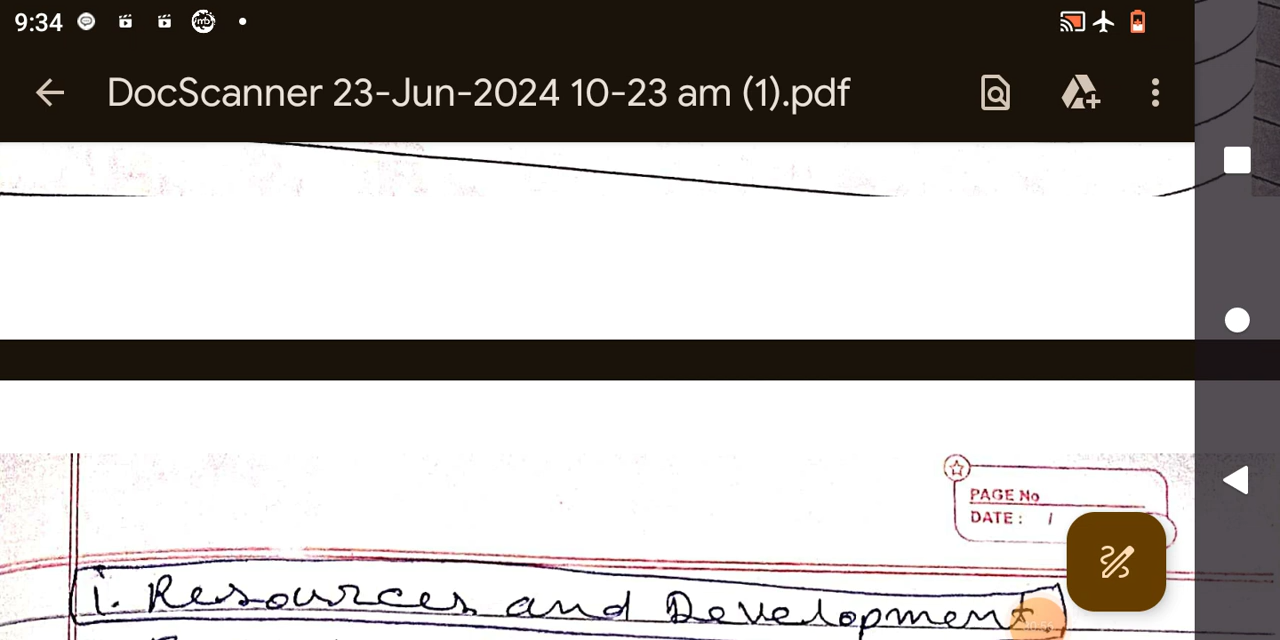 9:34
DocScanner 23-Jun-2024 10-23 am (1).pdf
PAGE No
DATE: /
1. Resources and Development